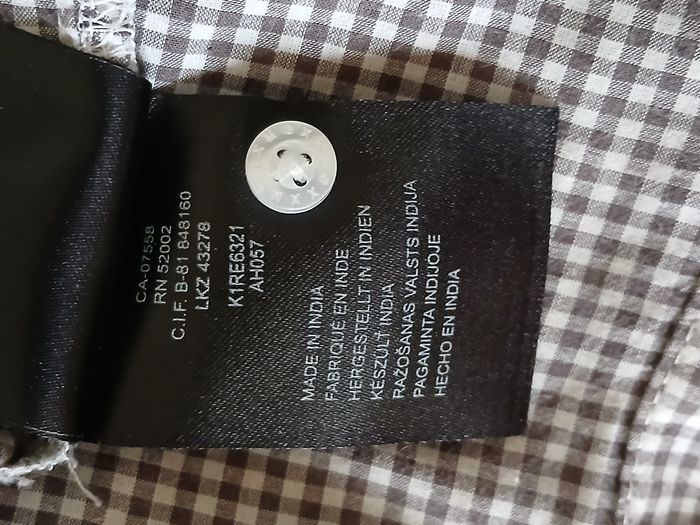 CA-07558
RN 52002
C.I.F. B-81 848160
LKZ 43278
K1RE6321
AH057
MADE IN INDIA
FABRIQUÉ EN INDE
HERGESTELLT IN INDIEN
KÉSZÜLT INDIA
RAŽOŠANAS VALSTS INDIJA
PAGAMINTA INDIJOJE
HECHO EN INDIA